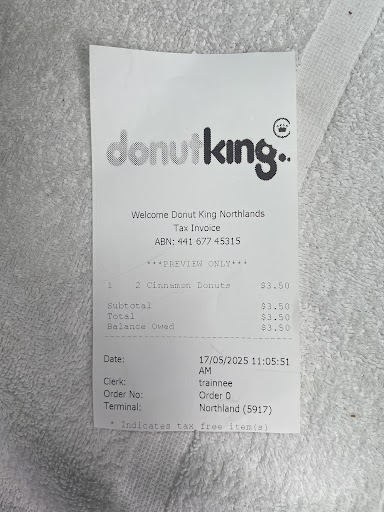 donutking.
Welcome Donut King Northlands
Tax Invoice
ABN: 441 677 45315
***PREVIEW ONLY***
1 2 Cinnamon Donuts $3.50
Subtotal $3.50
Total $3.50
Balance Owed $3.50
Date: 17/05/2025 11:05:51
AM
Clerk: trainnee
Order No: Order 0
Terminal: Northland (5917)
* Indicates tax free item(s)